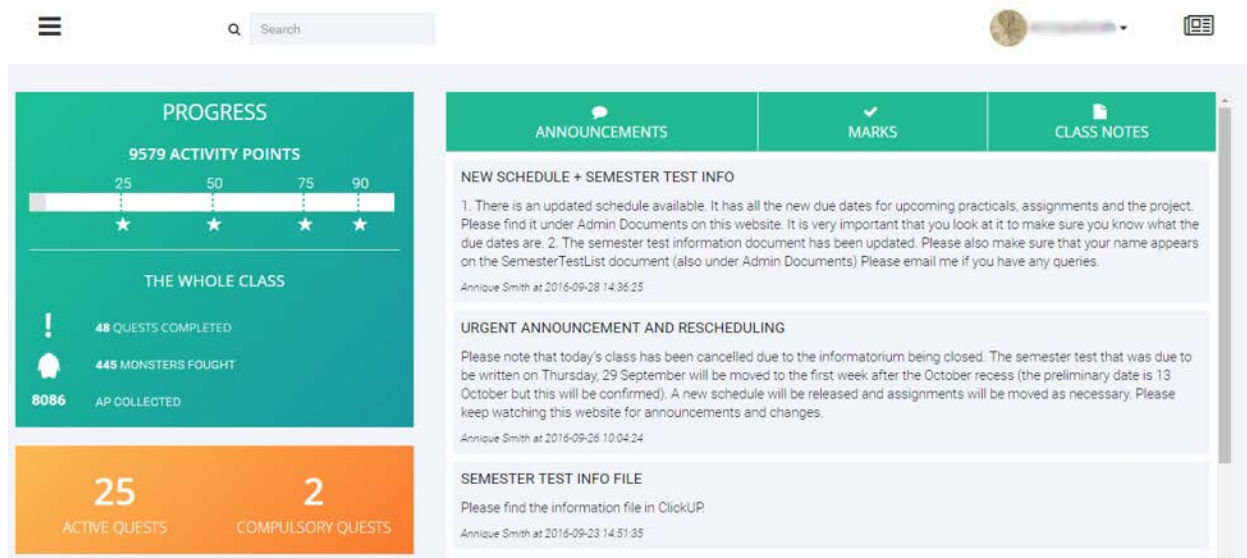 Search
PROGRESS
9579 ACTIVITY POINTS
25 50 75 90
THE WHOLE CLASS
48 QUESTS COMPLETED
445 MONSTERS FOUGHT
8086 AP COLLECTED
25 2
ACTIVE QUESTS COMPULSORY QUESTS
ANNOUNCEMENTS MARKS CLASS NOTES
NEW SCHEDULE + SEMESTER TEST INFO
1. There is an updated schedule available. It has all the new due dates for upcoming practicals, assignments and the project.
Please find it under Admin Documents on this website. It is very important that you look at it to make sure you know what the
due dates are. 2. The semester test information document has been updated. Please also make sure that your name appears
on the SemesterTestList document (also under Admin Documents) Please email me if you have any queries.
Annique Smith at 2016-09-28 14:36:25
URGENT ANNOUNCEMENT AND RESCHEDULING
Please note that today's class has been cancelled due to the informatorium being closed. The semester test that was due to
be written on Thursday, 29 September will be moved to the first week after the October recess (the preliminary date is 13
October but this will be confirmed). A new schedule will be released and assignments will be moved as necessary. Please
keep watching this website for announcements and changes.
Annique Smith at 2016-09-26 10:04:24
SEMESTER TEST INFO FILE
Please find the information file in ClickUP.
Annique Smith at 2016-09-23 14:51:35